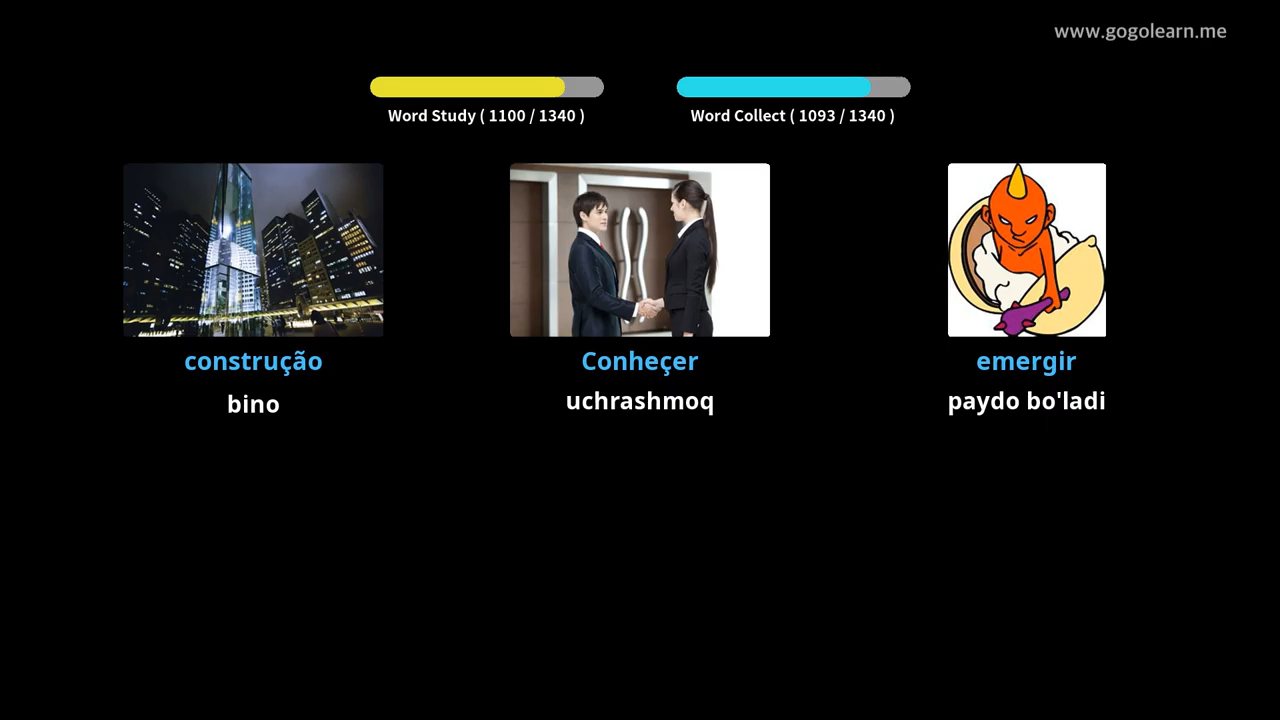 www.gogolearn.me
Word Study ( 1100 / 1340 )
Word Collect ( 1093 / 1340 )
construção
Conheçer
emergir
bino
uchrashmoq
paydo bo'ladi